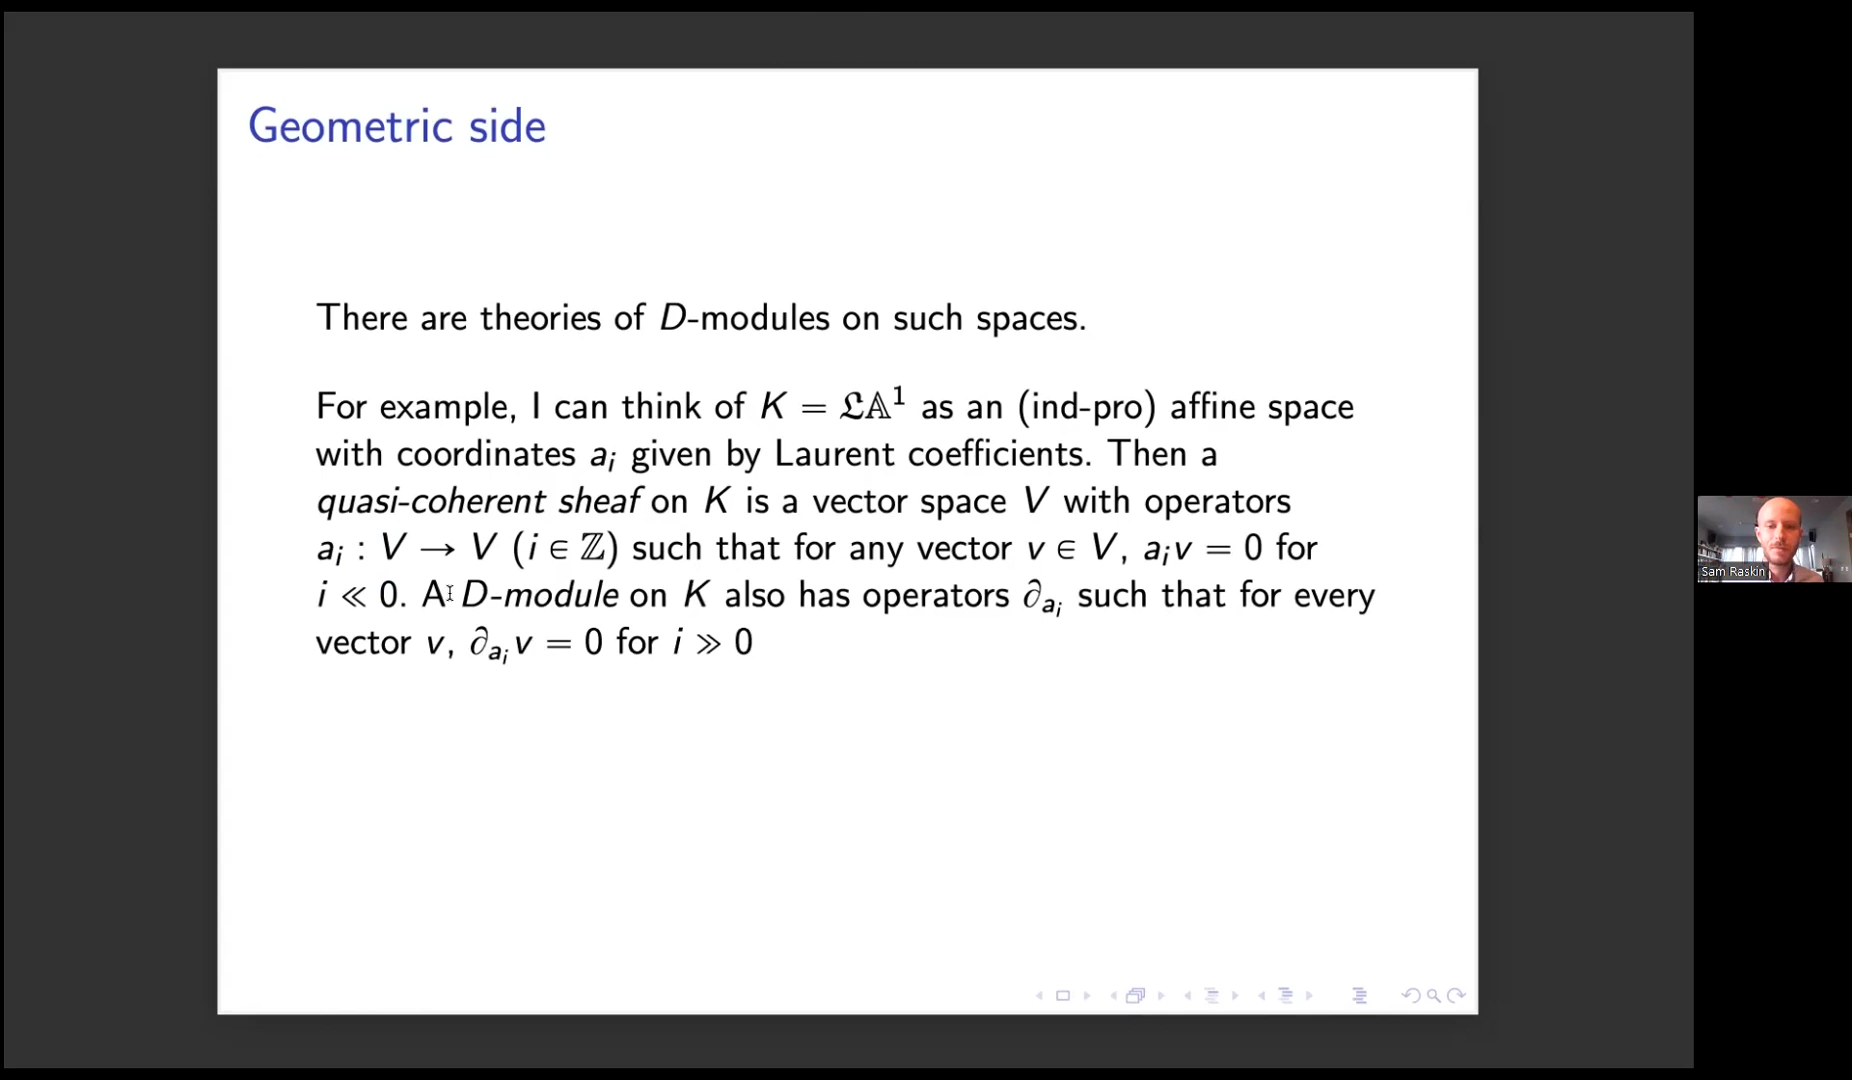 Geometric side
There are theories of D-modules on such spaces.
For example, I can think of K = 𝔏𝔸¹ as an (ind-pro) affine space
with coordinates aᵢ given by Laurent coefficients. Then a
quasi-coherent sheaf on K is a vector space V with operators
aᵢ : V → V (i ∈ ℤ) such that for any vector v ∈ V, aᵢv = 0 for
i ≪ 0. A D-module on K also has operators ∂_{aᵢ} such that for every
vector v, ∂_{aᵢ}v = 0 for i ≫ 0
Sam Raskin